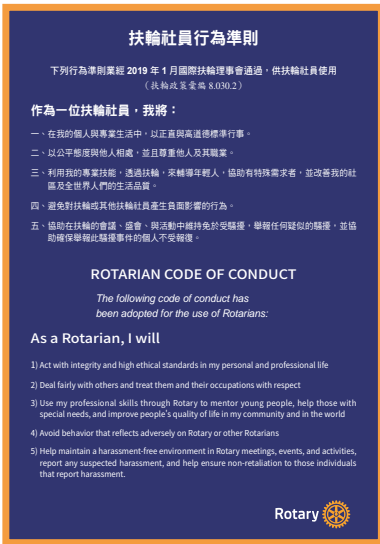 扶輪社員行為準則
下列行為準則業經 2019 年 1 月國際扶輪理事會通過，供扶輪社員使用
（扶輪政策彙編 8.030.2）
作為一位扶輪社員，我將：
一、在我的個人與專業生活中，以正直與高道德標準行事。
二、以公平態度與他人相處，並且尊重他人及其職業。
三、利用我的專業技能，透過扶輪，來輔導年輕人，協助有特殊需求者，並改善我的社
區及全世界人們的生活品質。
四、避免對扶輪或其他扶輪社員產生負面影響的行為。
五、協助在扶輪的會議、盛會、與活動中維持免於受騷擾，舉報任何疑似的騷擾，並協
助確保舉報此騷擾事件的個人不受報復。
ROTARIAN CODE OF CONDUCT
The following code of conduct has
been adopted for the use of Rotarians:
As a Rotarian, I will
1) Act with integrity and high ethical standards in my personal and professional life
2) Deal fairly with others and treat them and their occupations with respect
3) Use my professional skills through Rotary to mentor young people, help those with
special needs, and improve people's quality of life in my community and in the world
4) Avoid behavior that reflects adversely on Rotary or other Rotarians
5) Help maintain a harassment-free environment in Rotary meetings, events, and activities,
report any suspected harassment, and help ensure non-retaliation to those individuals
that report harassment.
Rotary